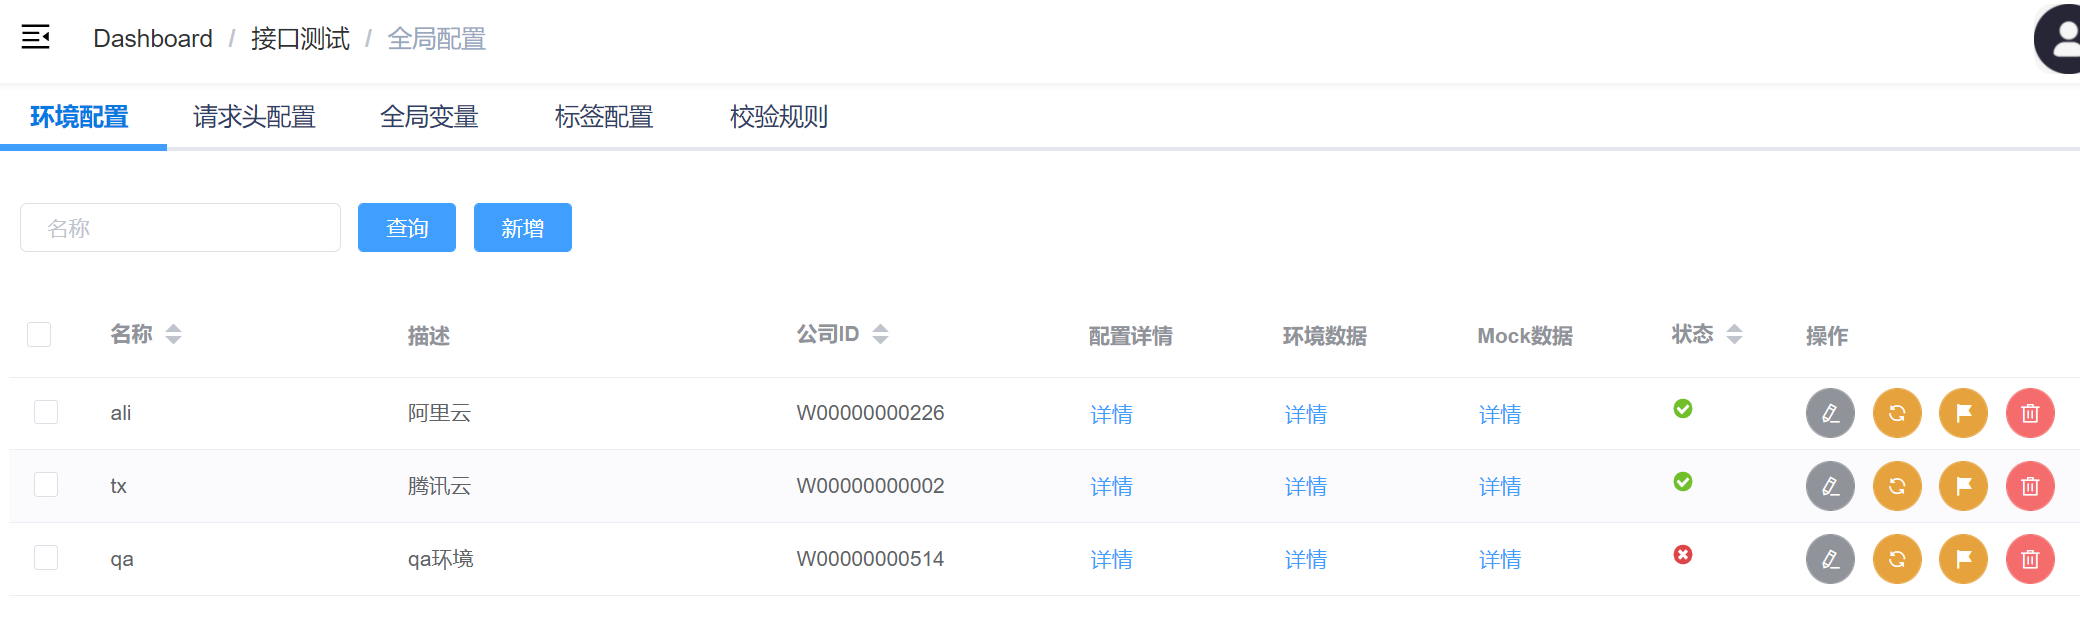 Dashboard / 接口测试 / 全局配置
环境配置 请求头配置 全局变量 标签配置 校验规则
名称 查询 新增
名称 描述 公司ID 配置详情 环境数据 Mock数据 状态 操作
ali 阿里云 W00000000226 详情 详情 详情
tx 腾讯云 W00000000002 详情 详情 详情
qa qa环境 W00000000514 详情 详情 详情